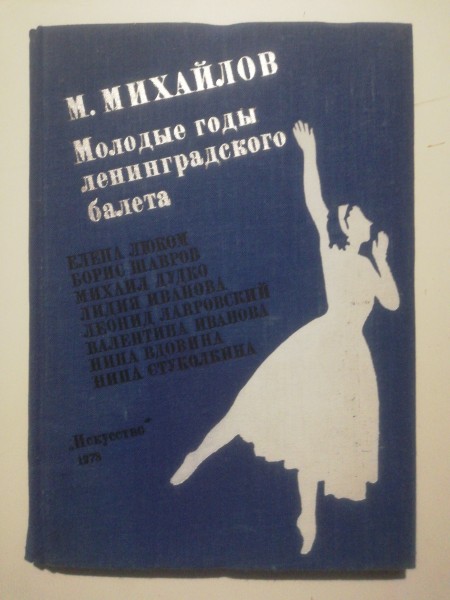 М. МИХАЙЛОВ
Молодые годы
ленинградского
балета
ЕЛЕНА ЛЮКОМ
БОРИС ШАВРОВ
МИХАИЛ ДУДКО
ЛИДИЯ ИВАНОВА
ЛЕОНИД ЛАВРОВСКИЙ
ВАЛЕНТИНА ИВАНОВА
НИНА ВДОВИНА
НИНА СТУКОЛКИНА
„Искусство“
1978